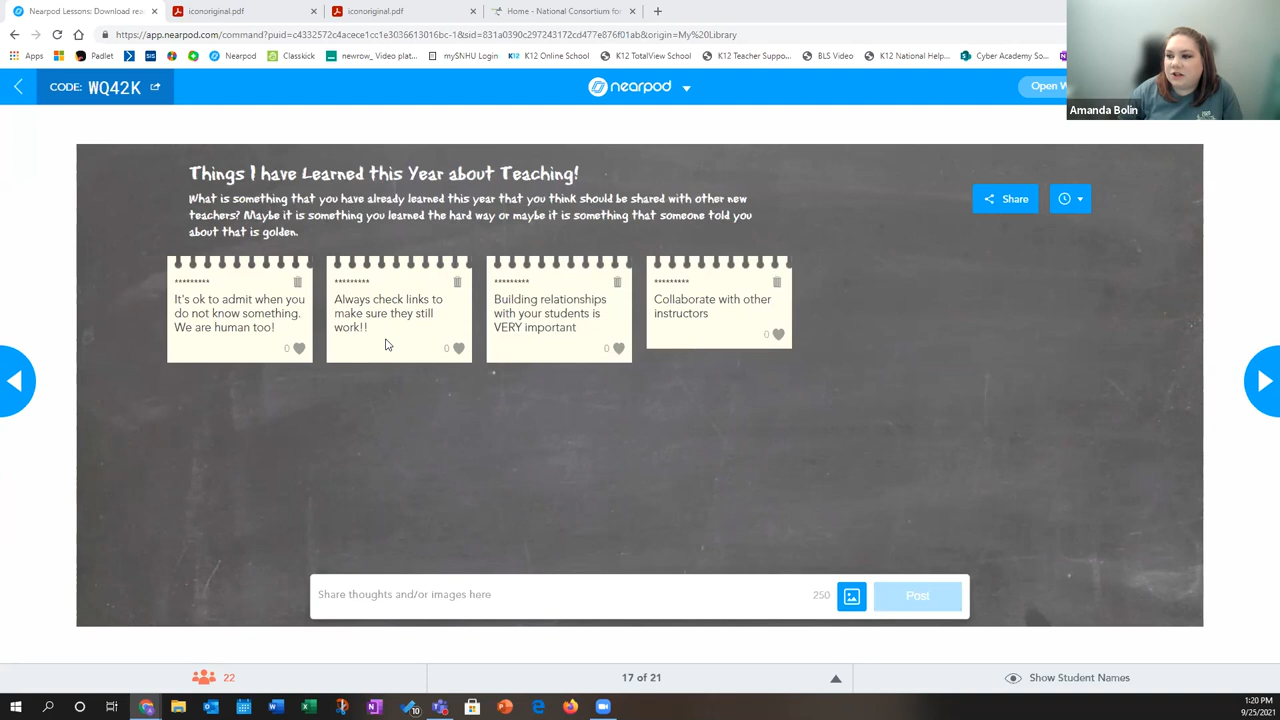 Nearpod Lessons: Download rea
iconoriginal.pdf
iconoriginal.pdf
Home - National Consortium for
https://app.nearpod.com/command?puid=c4332572c4acece1cc1e3036613016bc-1&sid=831a0390c297243172cd477e876f01ab&origin=My%20Library
Apps
Padlet
SIS
Nearpod
Classkick
newrow_ Video plat...
mySNHU Login
K12 Online School
K12 TotalView School
K12 Teacher Suppo...
BLS Video
K12 National Help...
Cyber Academy So...
CODE: WQ42K
nearpod
Open W
Amanda Bolin
Things I have Learned this Year about Teaching!
What is something that you have already learned this year that you think should be shared with other new
teachers? Maybe it is something you learned the hard way or maybe it is something that someone told you
about that is golden.
Share
*********
It's ok to admit when you
do not know something.
We are human too!
0
*********
Always check links to
make sure they still
work!!
0
*********
Building relationships
with your students is
VERY important
0
*********
Collaborate with other
instructors
0
Share thoughts and/or images here
250
Post
22
17 of 21
Show Student Names
1:20 PM
9/25/2021